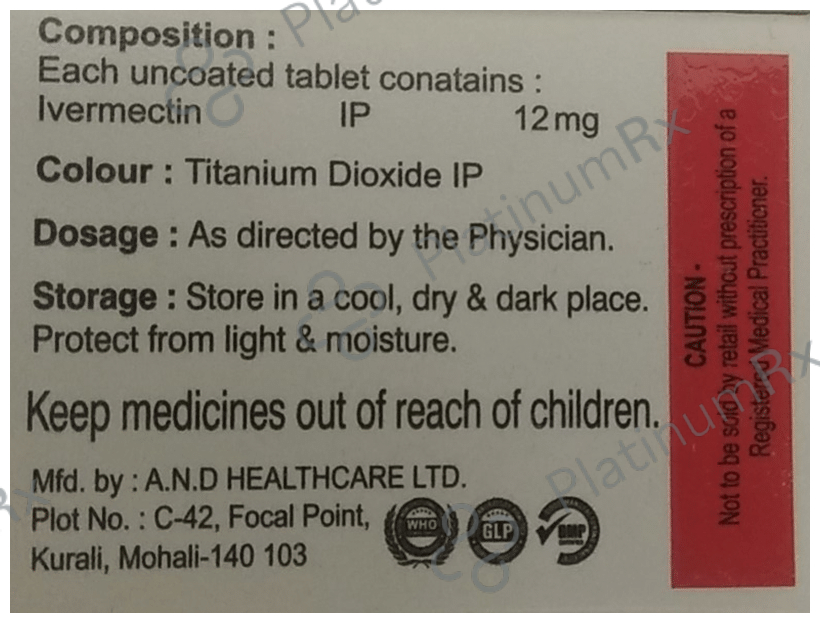 Composition :
Each uncoated tablet conatains :
Ivermectin IP 12mg
Colour : Titanium Dioxide IP
Dosage : As directed by the Physician.
Storage : Store in a cool, dry & dark place.
Protect from light & moisture.
Keep medicines out of reach of children.
Mfd. by : A.N.D HEALTHCARE LTD.
Plot No. : C-42, Focal Point,
Kurali, Mohali-140 103
WHO
GLP
GMP
CAUTION -
Not to be sold by retail without prescription of a
Registered Medical Practitioner.
PlatinumRx
PlatinumRx
PlatinumRx